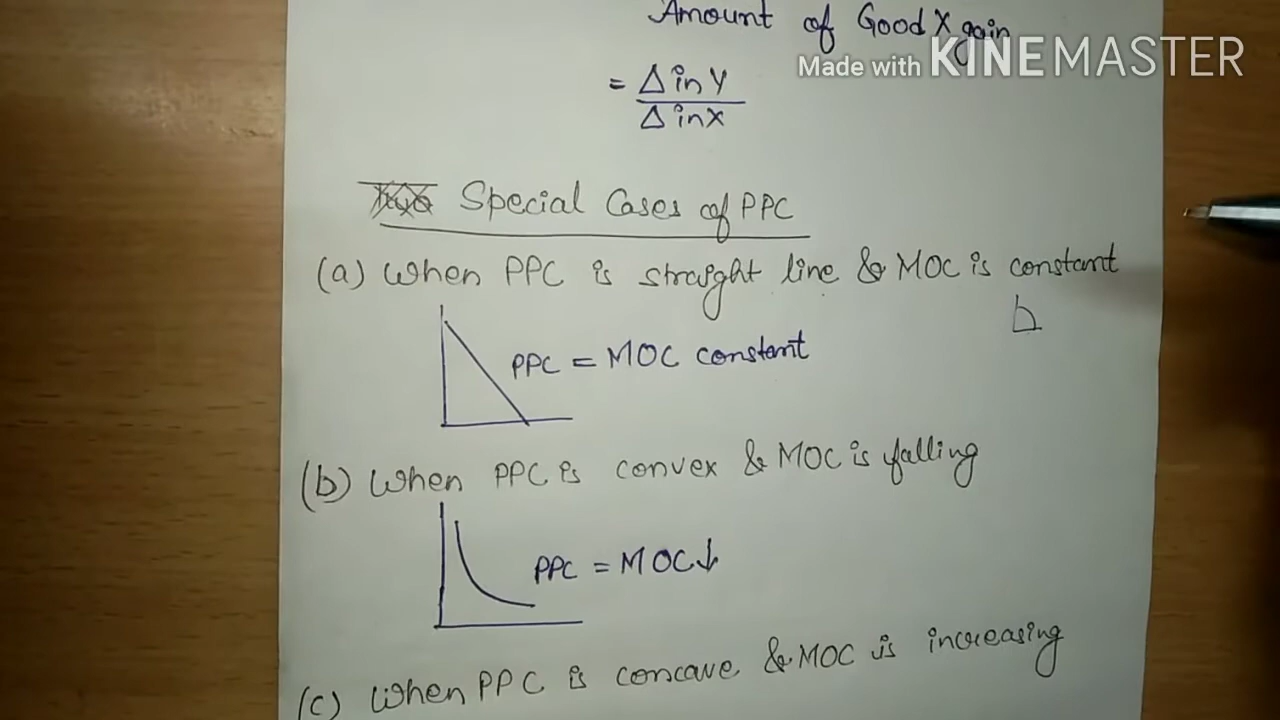 Amount of Good X gain
Made with KINEMASTER
= Δ in Y
Δ in X
Special Cases of PPC
(a) When PPC is straight line & MOC is constant
PPC = MOC constant
(b) When PPC is convex & MOC is falling
PPC = MOC↓
(c) When PPC is concave & MOC is increasing